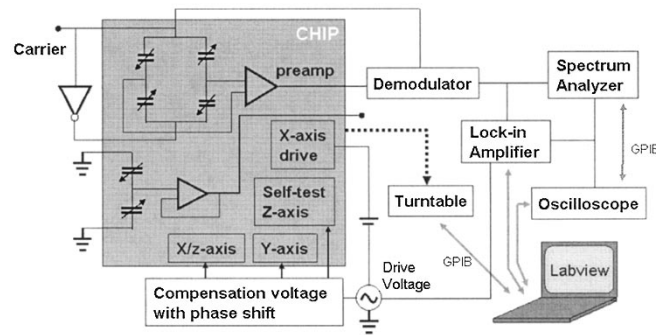 CHIP
Carrier
preamp
Demodulator
Spectrum
Analyzer
X-axis
drive
Lock-in
Amplifier
GPIB
Self-test
Z-axis
Turntable
Oscilloscope
X/z-axis
Y-axis
GPIB
Labview
Drive
Voltage
Compensation voltage
with phase shift